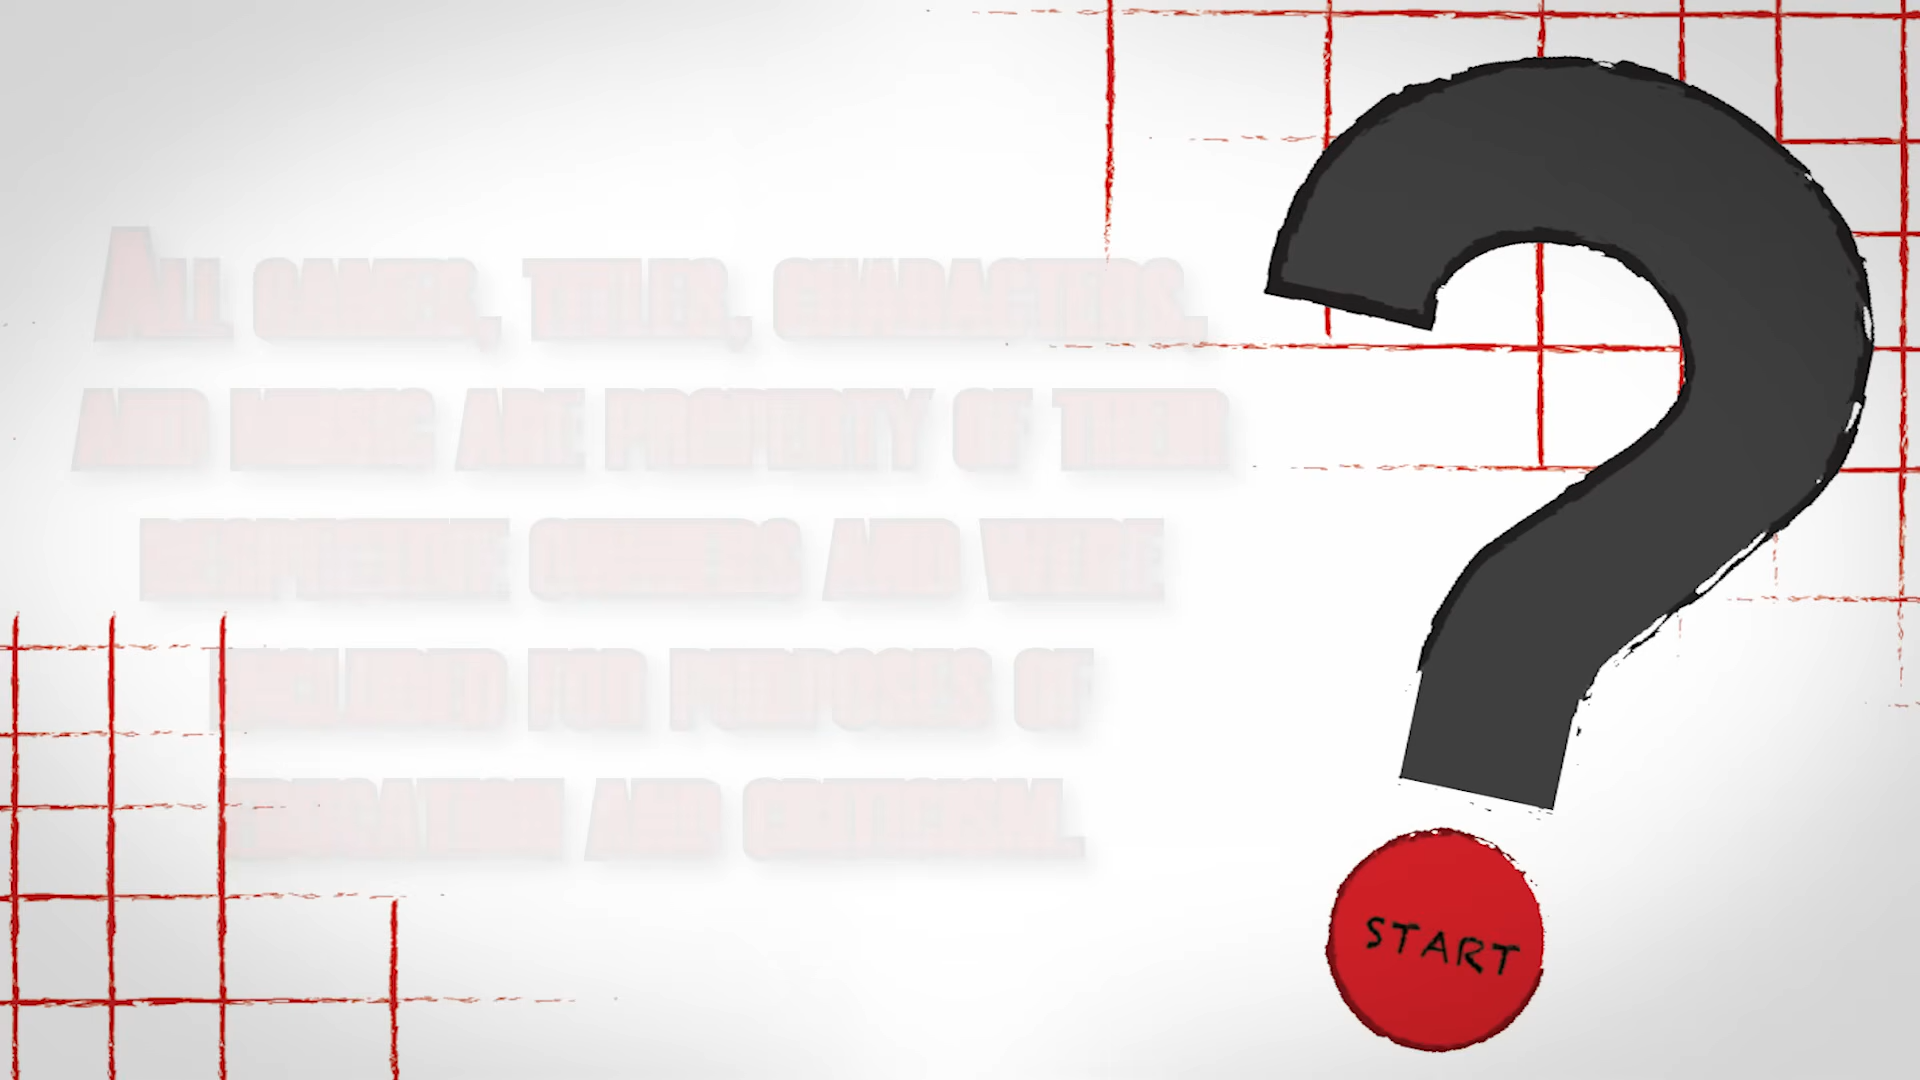 All games, titles, characters,
and music are property of their
respective owners and were
included for purposes of
education and criticism.
START